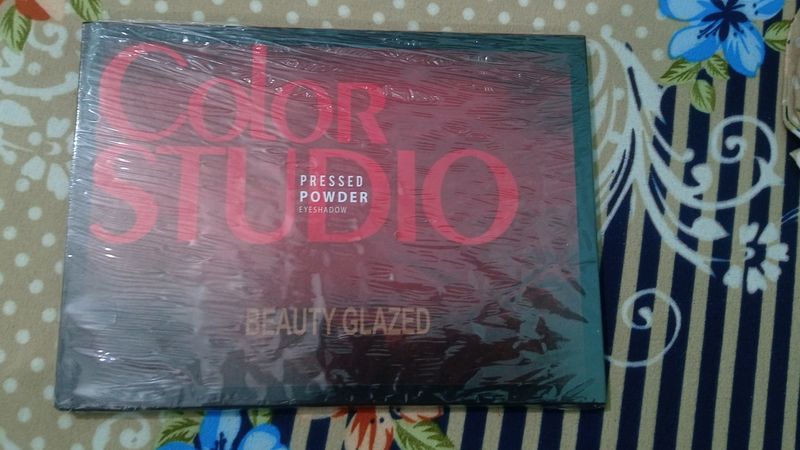 Color
STUDIO
PRESSED
POWDER
EYESHADOW
BEAUTY GLAZED